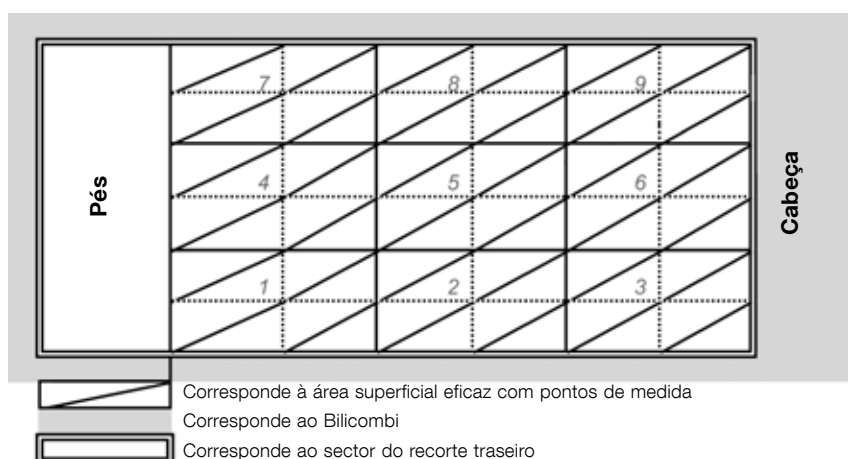 7 8 9
Pés
4 5 6
Cabeça
1 2 3
Corresponde à área superficial eficaz com pontos de medida
Corresponde ao Bilicombi
Corresponde ao sector do recorte traseiro